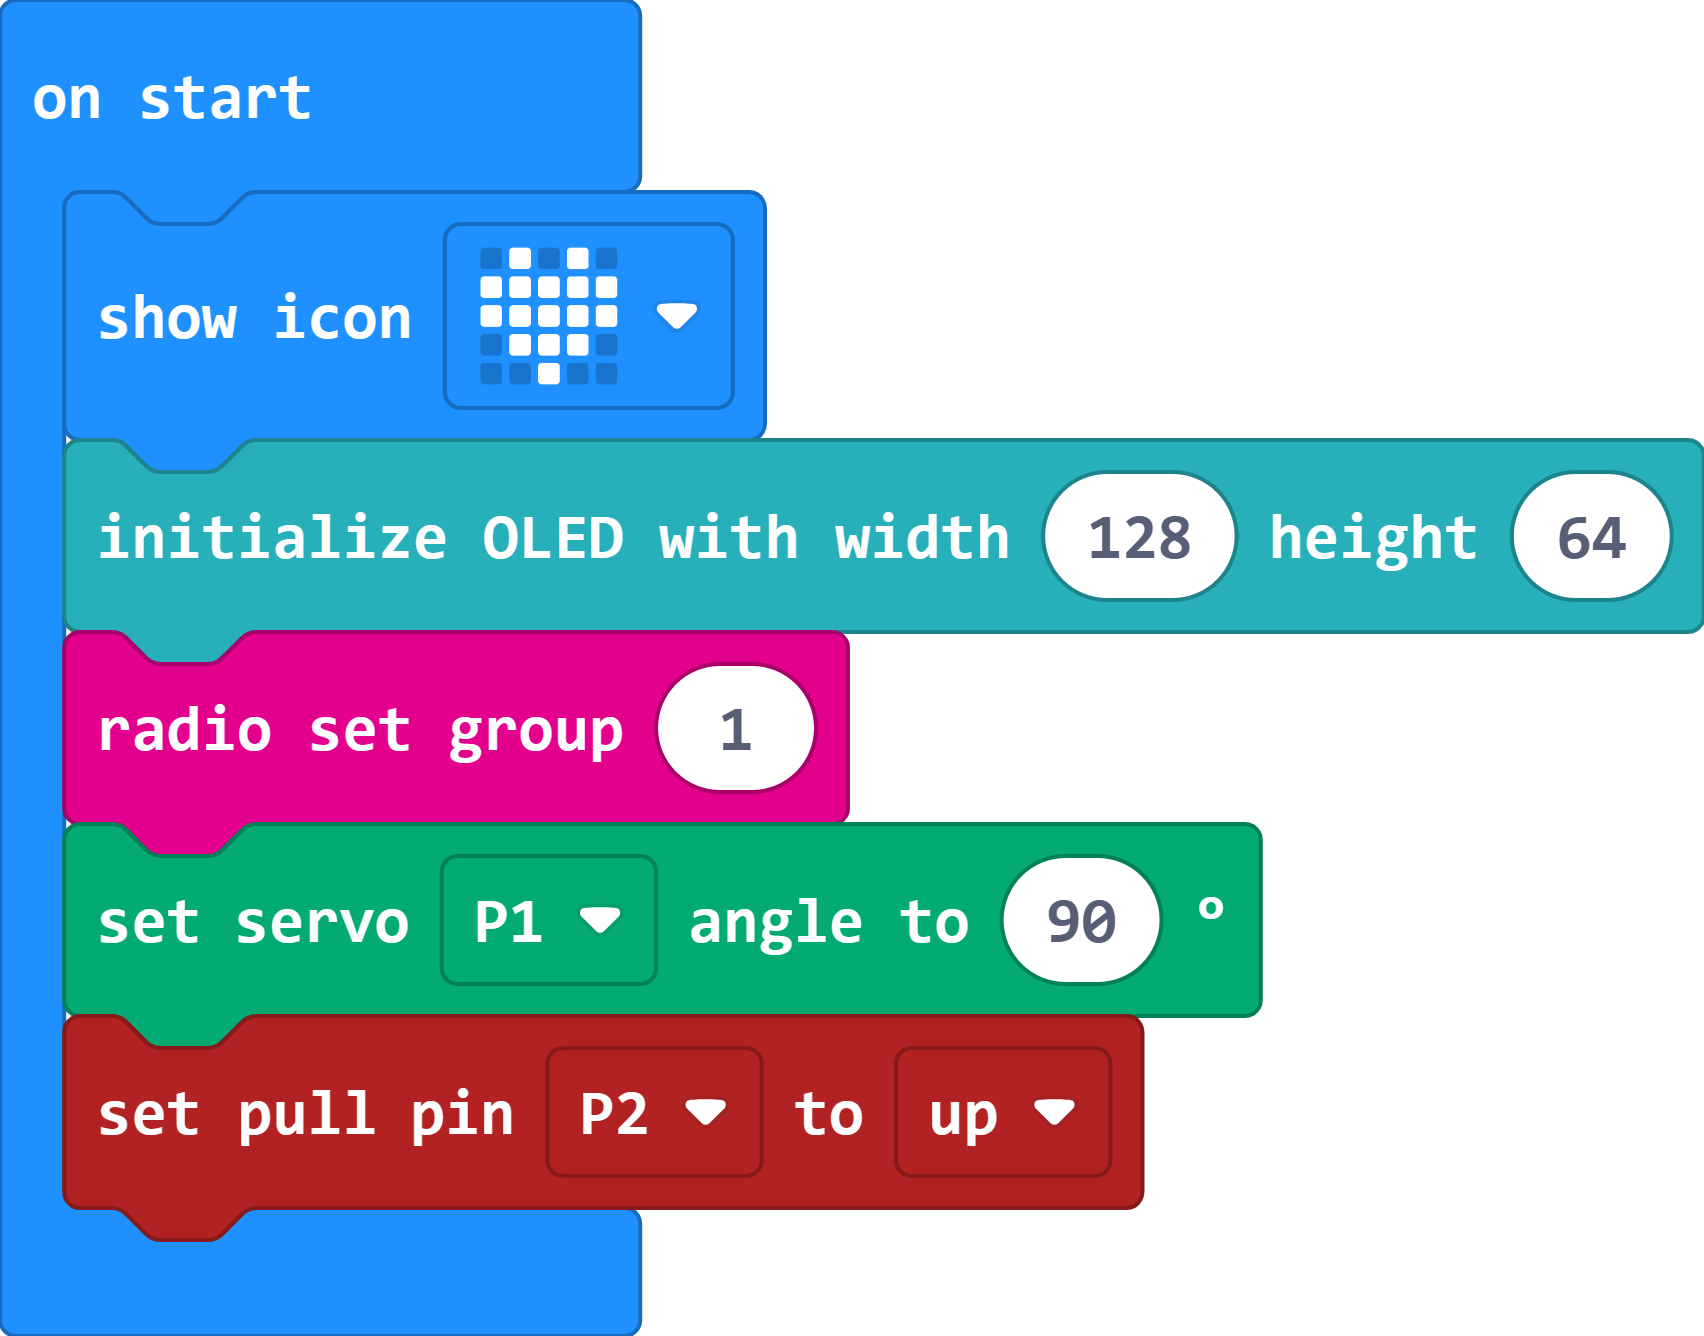 on start
show icon
initialize OLED with width 128 height 64
radio set group 1
set servo P1 angle to 90 °
set pull pin P2 to up